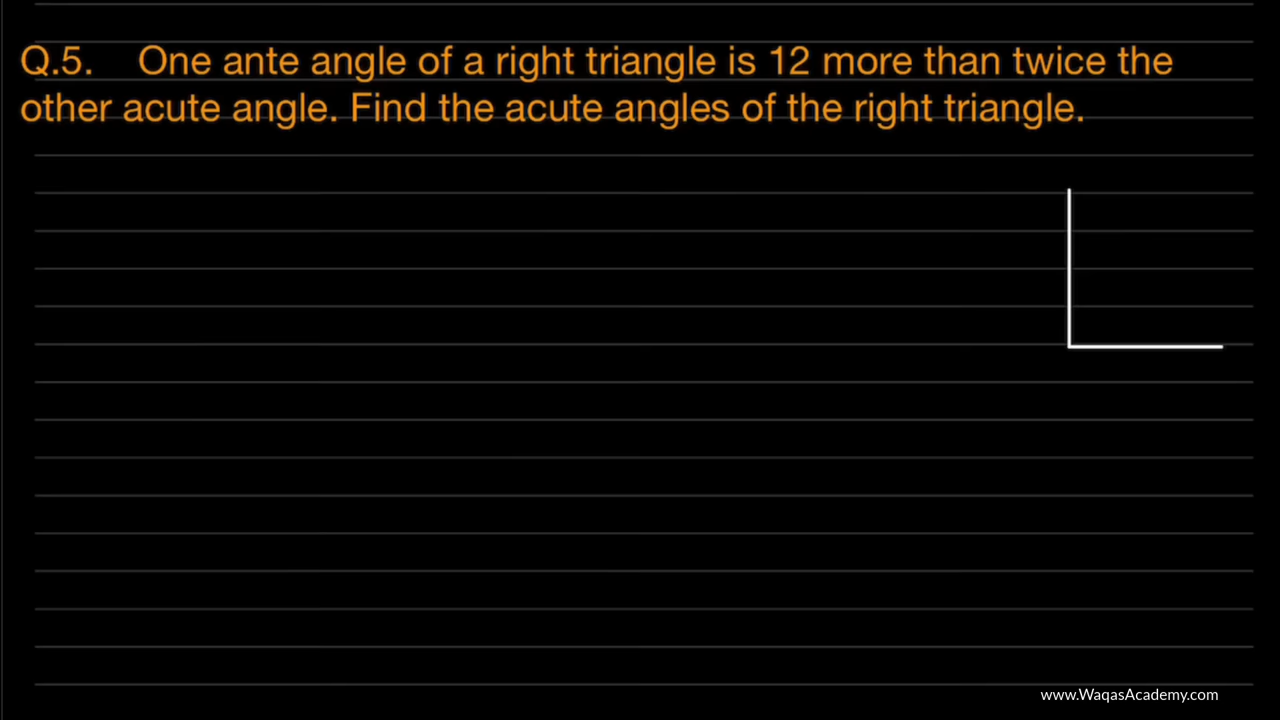 Q.5. One ante angle of a right triangle is 12 more than twice the
other acute angle. Find the acute angles of the right triangle.
www.WaqasAcademy.com